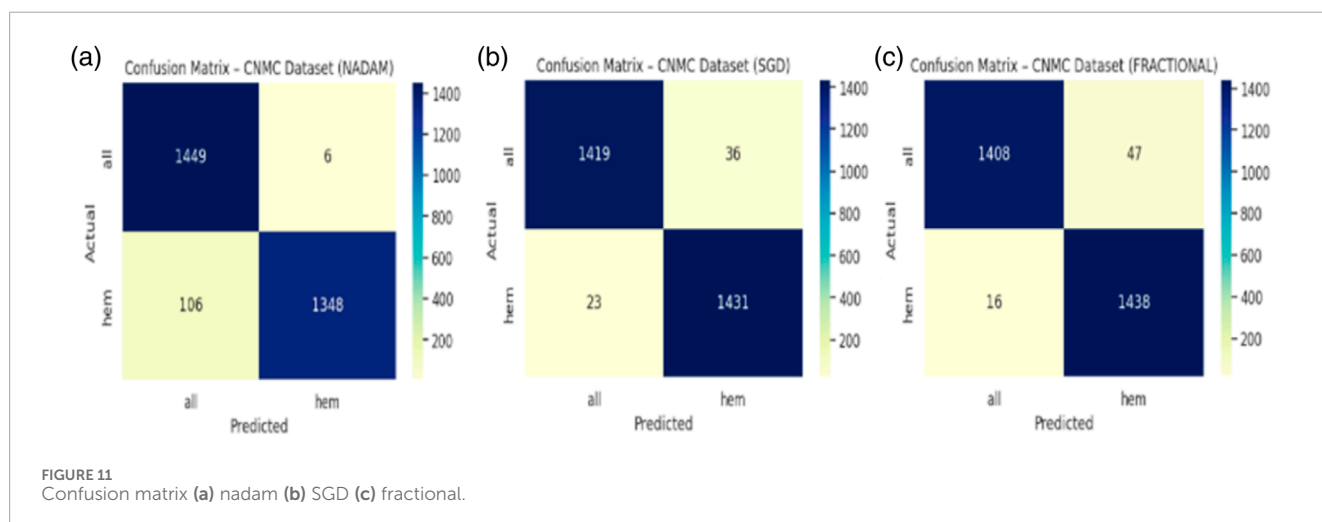 (a)
Confusion Matrix – CNMC Dataset (NADAM)
1449
6
106
1348
all
hem
Actual
all
hem
Predicted
1400
1200
1000
800
600
400
200
(b)
Confusion Matrix – CNMC Dataset (SGD)
1419
36
23
1431
all
hem
Actual
all
hem
Predicted
1400
1200
1000
800
600
400
200
(c)
Confusion Matrix – CNMC Dataset (FRACTIONAL)
1408
47
16
1438
all
hem
Actual
all
hem
Predicted
1400
1200
1000
800
600
400
200
FIGURE 11
Confusion matrix (a) nadam (b) SGD (c) fractional.